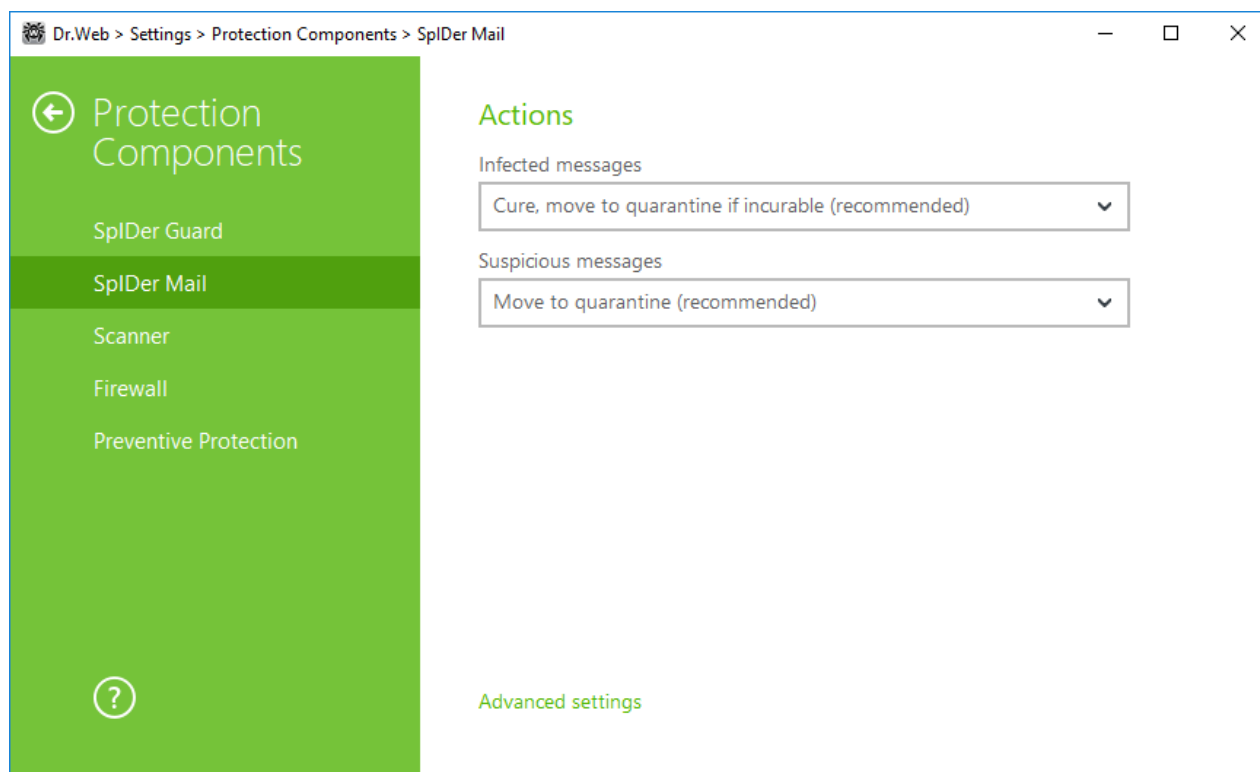 Dr.Web > Settings > Protection Components > SpIDer Mail
Protection
Components
SpIDer Guard
SpIDer Mail
Scanner
Firewall
Preventive Protection
?
Actions
Infected messages
Cure, move to quarantine if incurable (recommended)
Suspicious messages
Move to quarantine (recommended)
Advanced settings